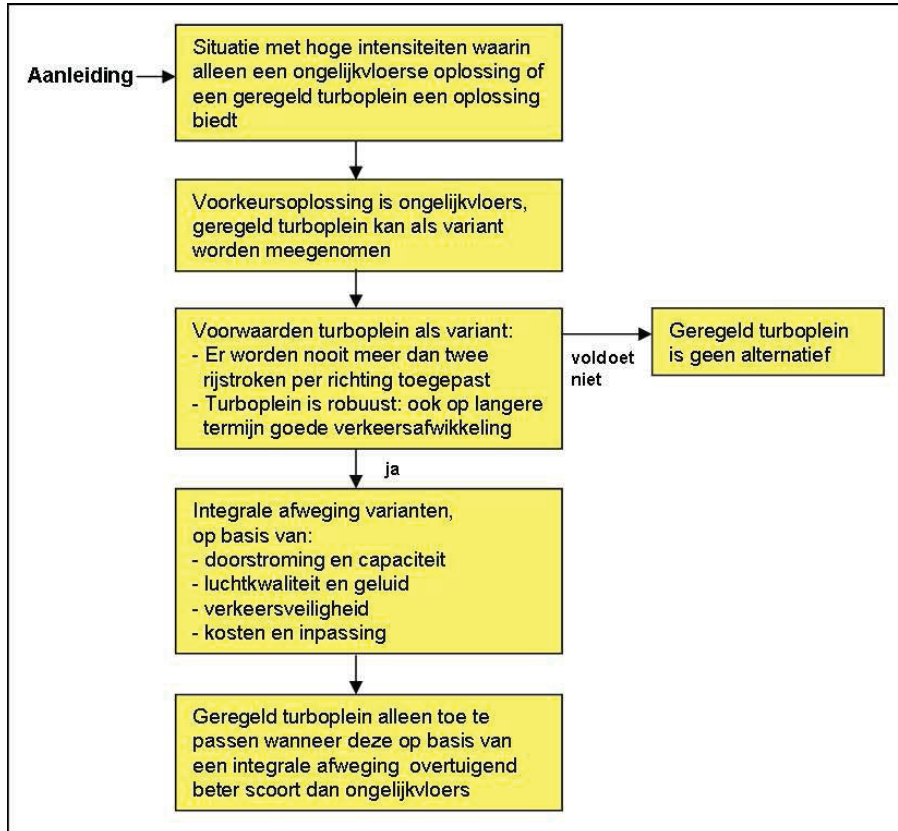 Aanleiding
Situatie met hoge intensiteiten waarin
alleen een ongelijkvloerse oplossing of
een geregeld turboplein een oplossing
biedt
Voorkeursoplossing is ongelijkvloers,
geregeld turboplein kan als variant
worden meegenomen
Voorwaarden turboplein als variant:
- Er worden nooit meer dan twee
rijstroken per richting toegepast
- Turboplein is robuust: ook op langere
termijn goede verkeersafwikkeling
voldoet
niet
Geregeld turboplein
is geen alternatief
ja
Integrale afweging varianten,
op basis van:
- doorstroming en capaciteit
- luchtkwaliteit en geluid
- verkeersveiligheid
- kosten en inpassing
Geregeld turboplein alleen toe te
passen wanneer deze op basis van
een integrale afweging overtuigend
beter scoort dan ongelijkvloers